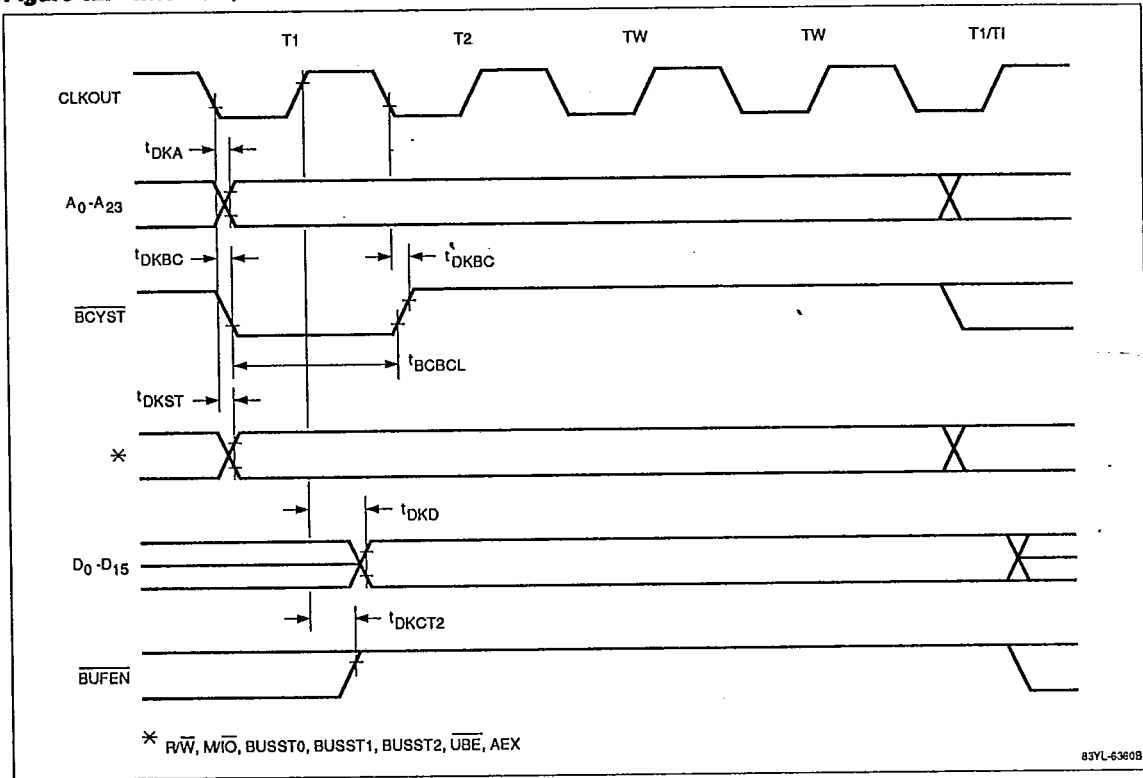 Figure
T1 T2 TW TW T1/TI
CLKOUT
tDKA
A0-A23
tDKBC tDKBC
BCYST
tBCBCL
tDKST
*
tDKD
D0-D15
tDKCT2
BUFEN
* R/W, M/IO, BUSST0, BUSST1, BUSST2, UBE, AEX
83YL-6360B